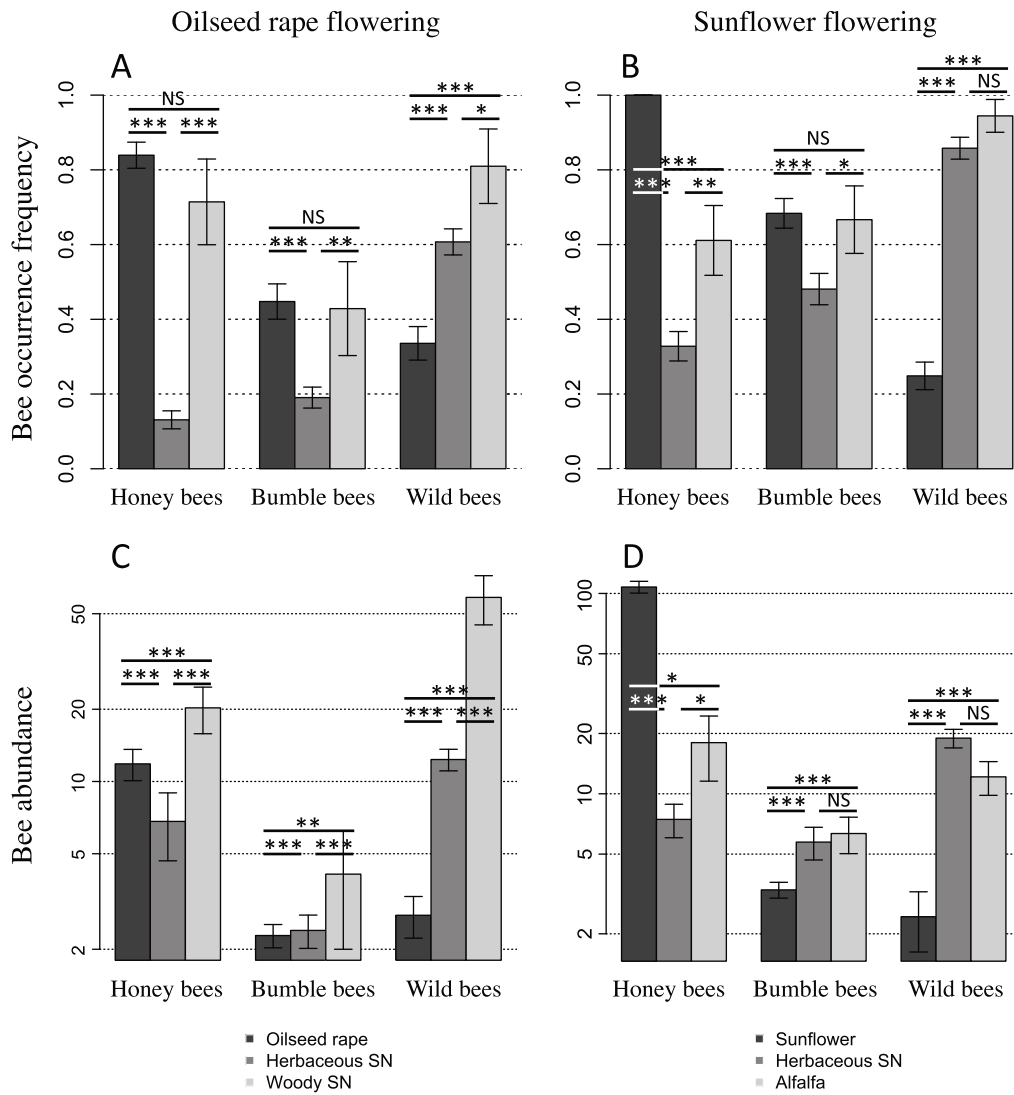 Oilseed rape flowering
Sunflower flowering
A
B
Bee occurrence frequency
1.0
0.8
0.6
0.4
0.2
0.0
NS
*** ***
NS
*** **
***
*** *
Honey bees Bumble bees Wild bees
1.0
0.8
0.6
0.4
0.2
0.0
***
*** **
NS
*** *
***
*** NS
Honey bees Bumble bees Wild bees
C
D
Bee abundance
50
20
10
5
2
***
*** ***
**
*** ***
***
*** ***
Honey bees Bumble bees Wild bees
100
50
20
10
5
2
*
*** *
***
*** NS
***
*** NS
Honey bees Bumble bees Wild bees
Oilseed rape
Herbaceous SN
Woody SN
Sunflower
Herbaceous SN
Alfalfa